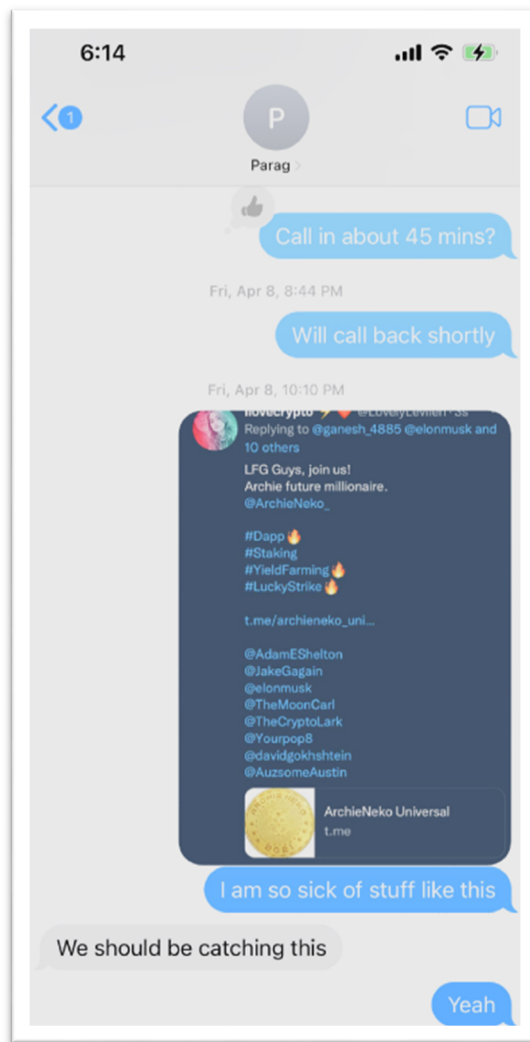 6:14
1
P
Parag
Call in about 45 mins?
Fri, Apr 8, 8:44 PM
Will call back shortly
Fri, Apr 8, 10:10 PM
ilovecrypto
Replying to @ganesh_4885 @elonmusk and
10 others
LFG Guys, join us!
Archie future millionaire.
@ArchieNeko_
#Dapp🔥
#Staking
#YieldFarming🔥
#LuckyStrike🔥
t.me/archieneko_uni...
@AdamEShelton
@JakeGagain
@elonmusk
@TheMoonCarl
@TheCryptoLark
@Yourpop8
@davidgokhshtein
@AuzsomeAustin
ArchieNeko Universal
t.me
I am so sick of stuff like this
We should be catching this
Yeah